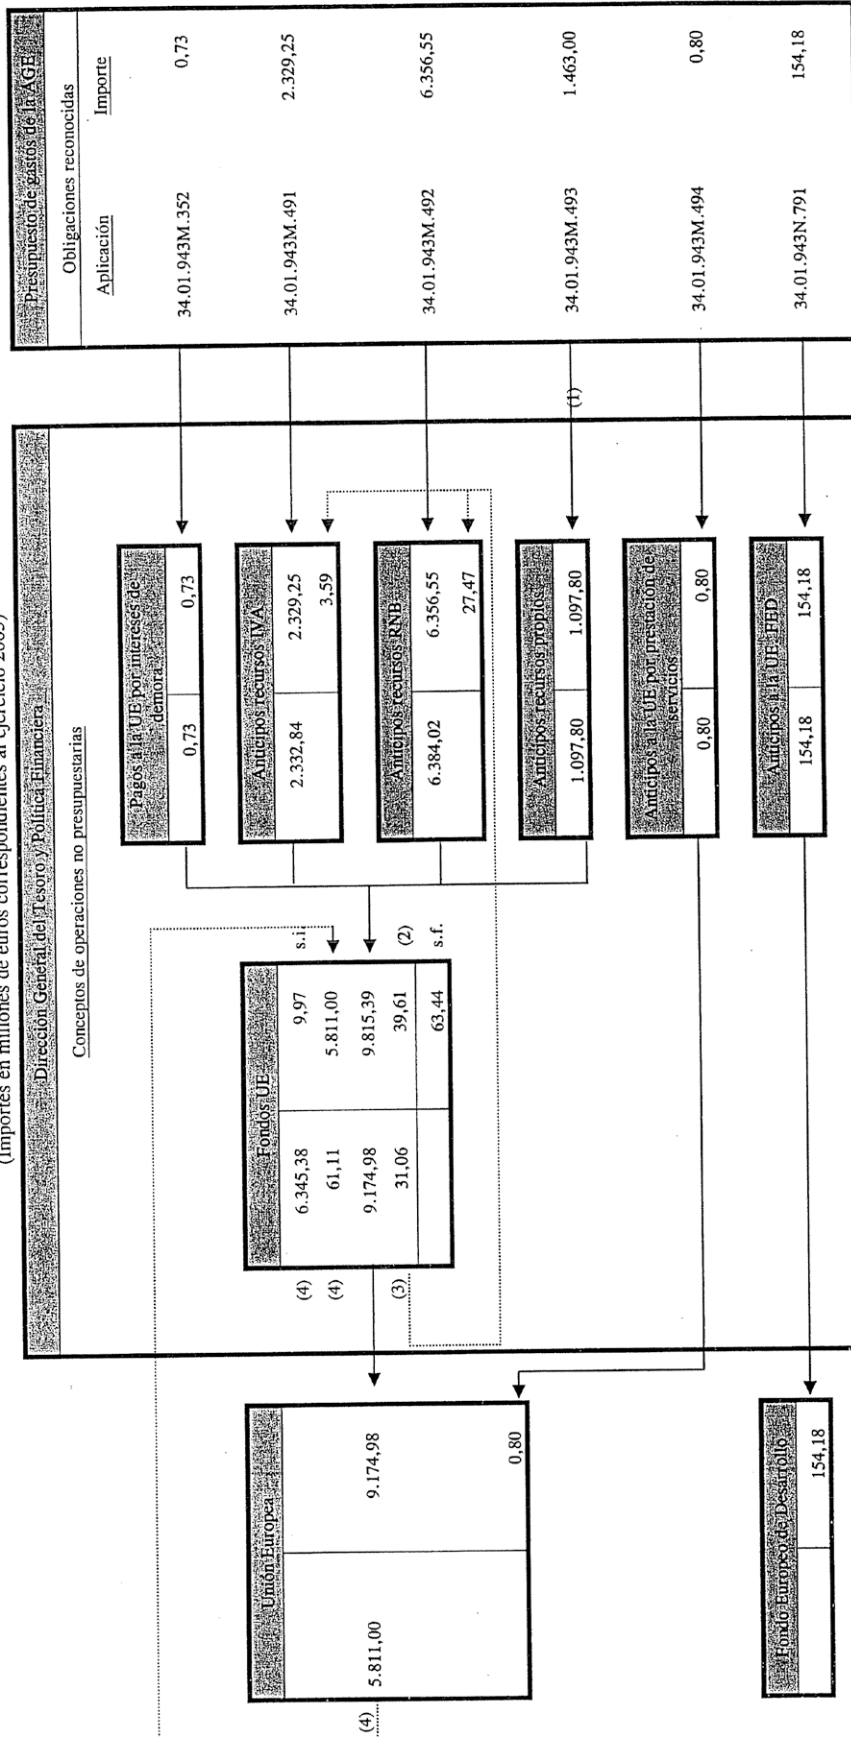 (Importes en millones de euros correspondientes al ejercicio 2005)
Dirección General del Tesoro y Política Financiera
Conceptos de operaciones no presupuestarias
Unión Europea
5.811,00
9.174,98
0,80
(4)
Fondo Europeo de Desarrollo
154,18
Fondos UE
6.345,38
9,97
61,11
5.811,00
9.174,98
9.815,39
31,06
39,61
63,44
(4)
(4)
(3)
s.i.
(2)
s.f.
Pagos a la UE por intereses de
demora
0,73
0,73
Anticipos recursos IVA
2.332,84
2.329,25
3,59
Anticipos recursos RNB
6.384,02
6.356,55
27,47
Anticipos recursos propios
1.097,80
1.097,80
Anticipos a la UE por prestación de
servicios
0,80
0,80
Anticipos a la UE FED
154,18
154,18
(1)
Presupuesto de gastos de la AGE
Obligaciones reconocidas
Aplicación
Importe
34.01.943M.352
0,73
34.01.943M.491
2.329,25
34.01.943M.492
6.356,55
34.01.943M.493
1.463,00
34.01.943M.494
0,80
34.01.943N.791
154,18